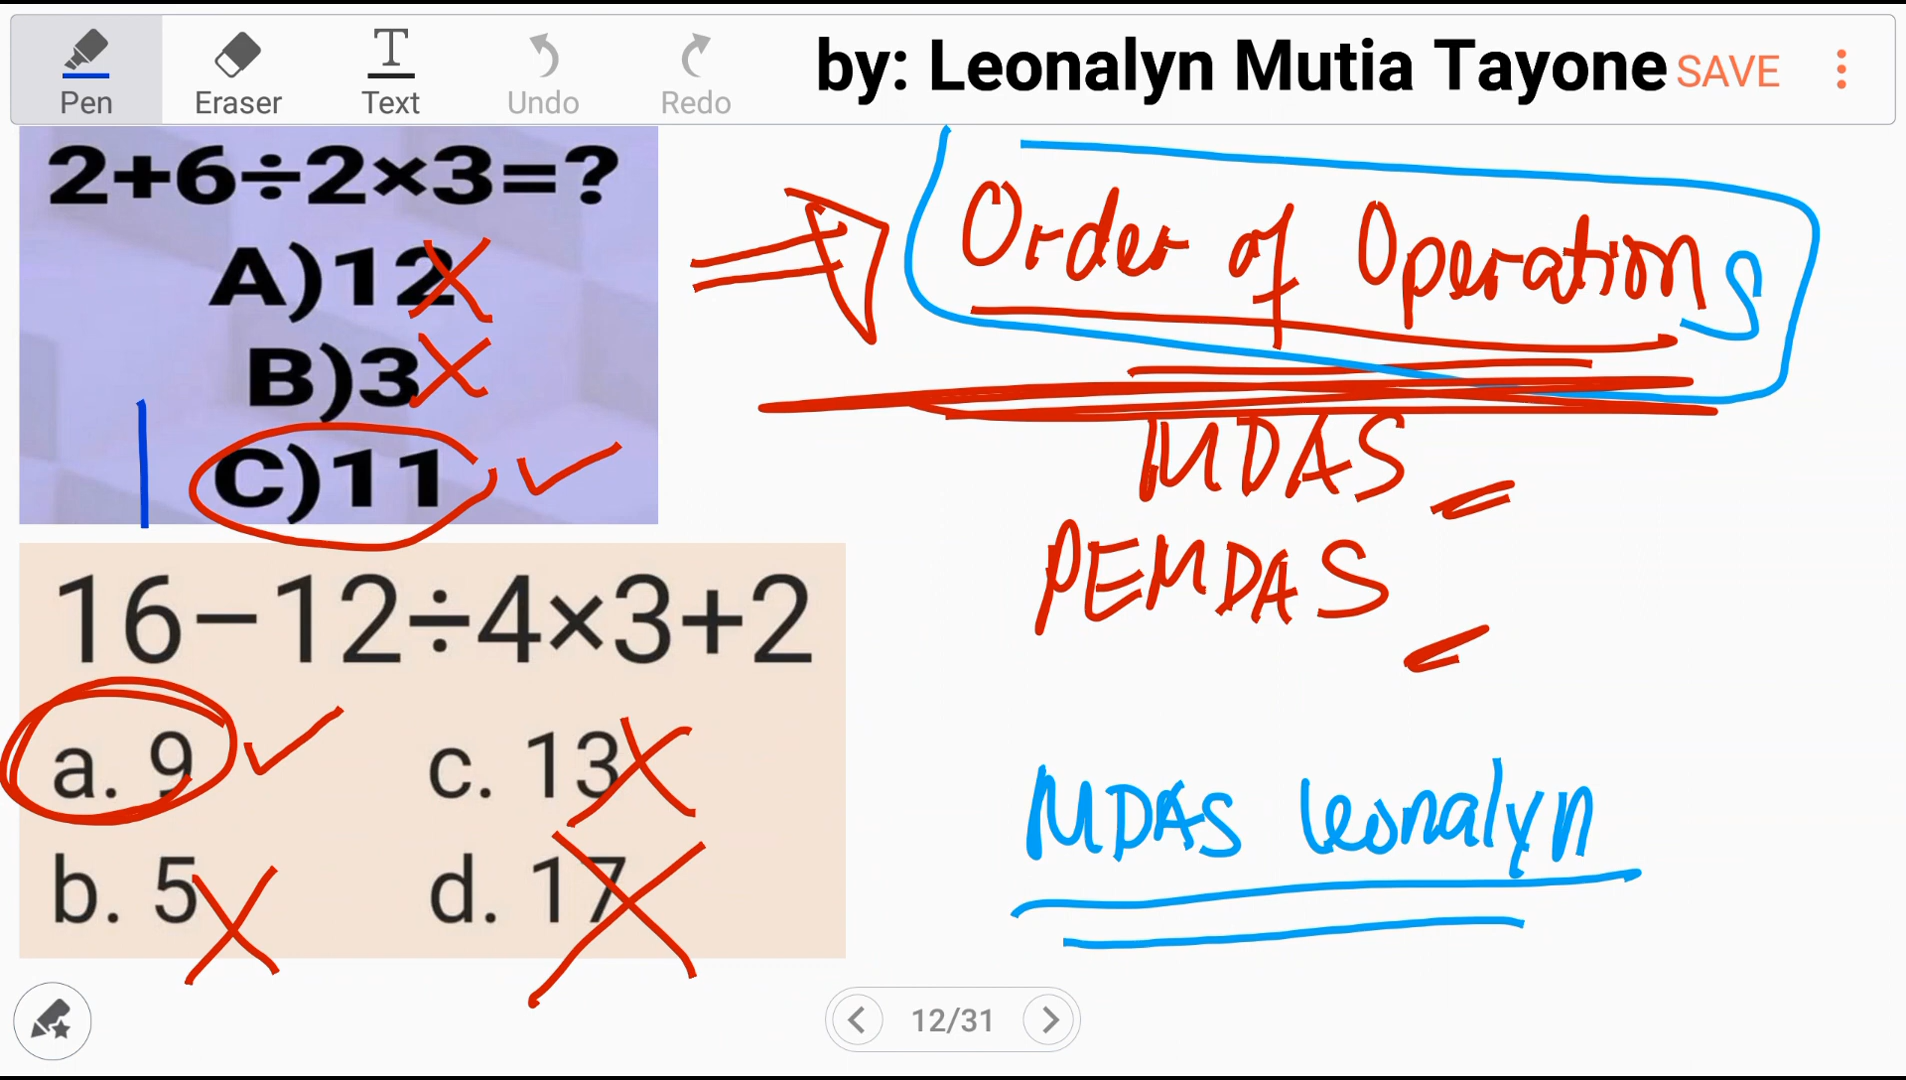 Pen
Eraser
Text
Undo
Redo
by: Leonalyn Mutia Tayone
SAVE
2+6÷2×3=?
A)12
B)3
C)11
Order of Operations
MDAS
PEMDAS
16−12÷4×3+2
a. 9
c. 13
b. 5
d. 17
MDAS leonalyn
12/31